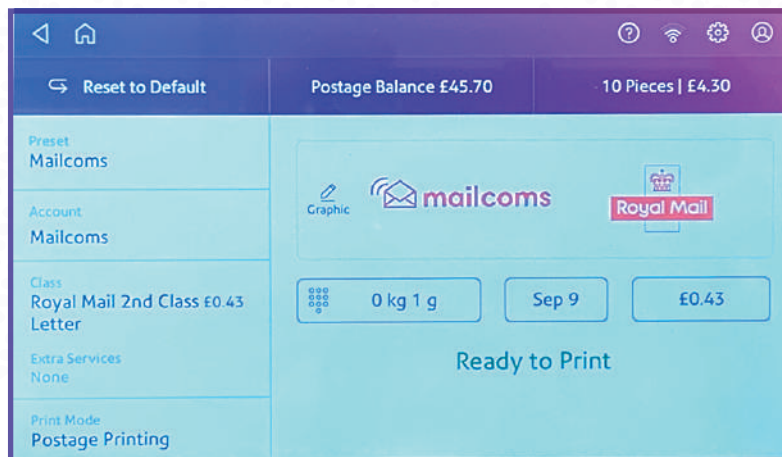 Reset to Default
Postage Balance £45.70
10 Pieces | £4.30
Preset
Mailcoms
Account
Mailcoms
Class
Royal Mail 2nd Class £0.43
Letter
Extra Services
None
Print Mode
Postage Printing
Graphic
mailcoms
Royal Mail
0 kg 1 g
Sep 9
£0.43
Ready to Print